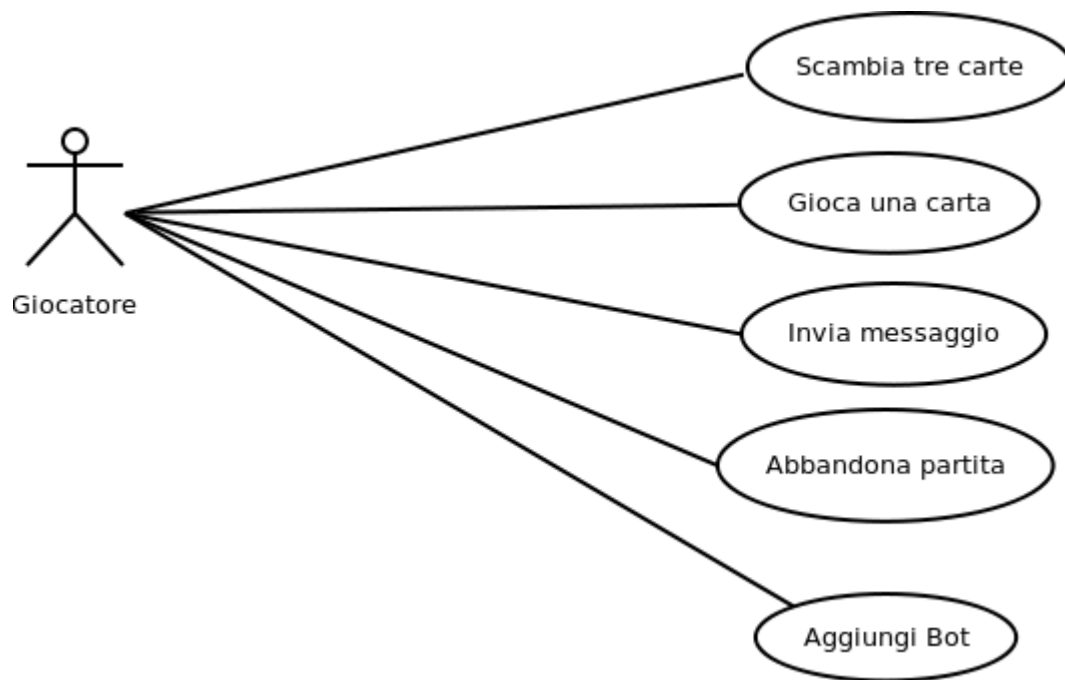 Scambia tre carte
Gioca una carta
Giocatore
Invia messaggio
Abbandona partita
Aggiungi Bot